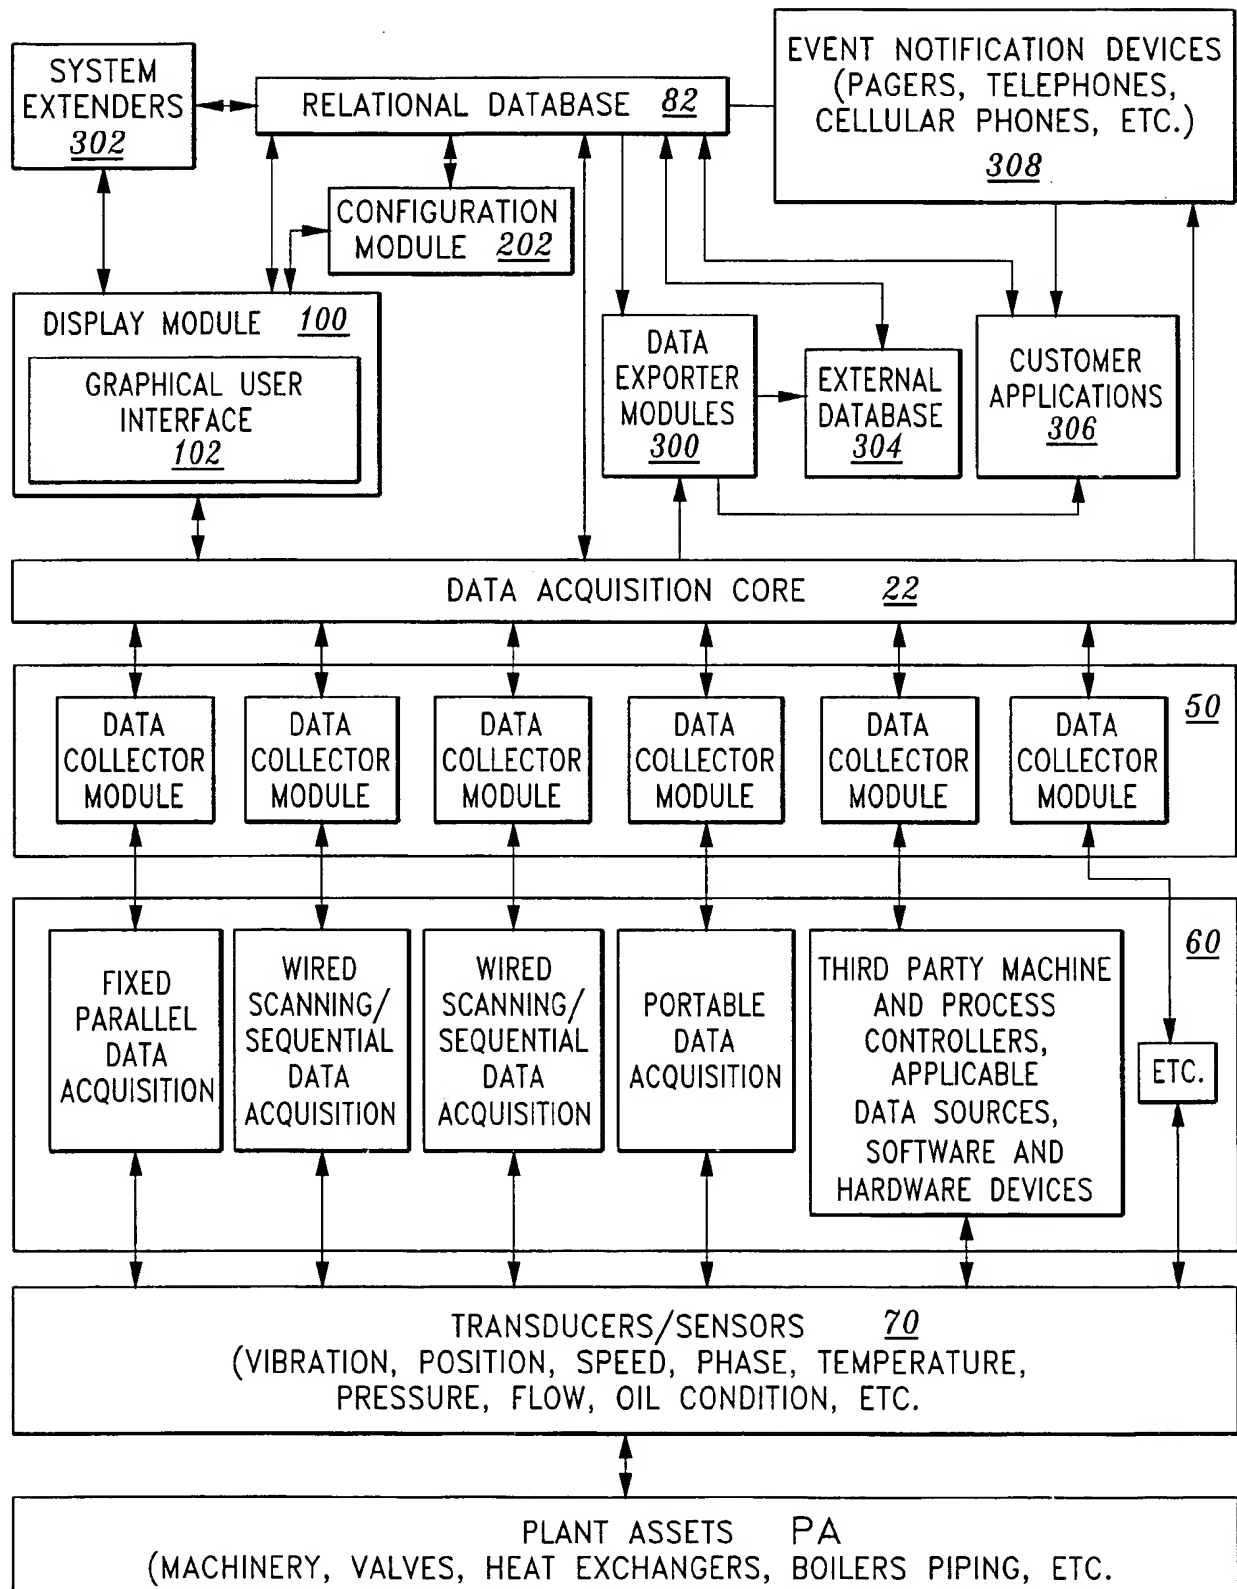 SYSTEM
EXTENDERS
302
RELATIONAL DATABASE 82
EVENT NOTIFICATION DEVICES
(PAGERS, TELEPHONES,
CELLULAR PHONES, ETC.)
308
CONFIGURATION
MODULE 202
DISPLAY MODULE 100
GRAPHICAL USER
INTERFACE
102
DATA
EXPORTER
MODULES
300
EXTERNAL
DATABASE
304
CUSTOMER
APPLICATIONS
306
DATA ACQUISITION CORE 22
50
DATA
COLLECTOR
MODULE
DATA
COLLECTOR
MODULE
DATA
COLLECTOR
MODULE
DATA
COLLECTOR
MODULE
DATA
COLLECTOR
MODULE
DATA
COLLECTOR
MODULE
60
FIXED
PARALLEL
DATA
ACQUISITION
WIRED
SCANNING/
SEQUENTIAL
DATA
ACQUISITION
WIRED
SCANNING/
SEQUENTIAL
DATA
ACQUISITION
PORTABLE
DATA
ACQUISITION
THIRD PARTY MACHINE
AND PROCESS
CONTROLLERS,
APPLICABLE
DATA SOURCES,
SOFTWARE AND
HARDWARE DEVICES
ETC.
TRANSDUCERS/SENSORS 70
(VIBRATION, POSITION, SPEED, PHASE, TEMPERATURE,
PRESSURE, FLOW, OIL CONDITION, ETC.
PLANT ASSETS PA
(MACHINERY, VALVES, HEAT EXCHANGERS, BOILERS PIPING, ETC.